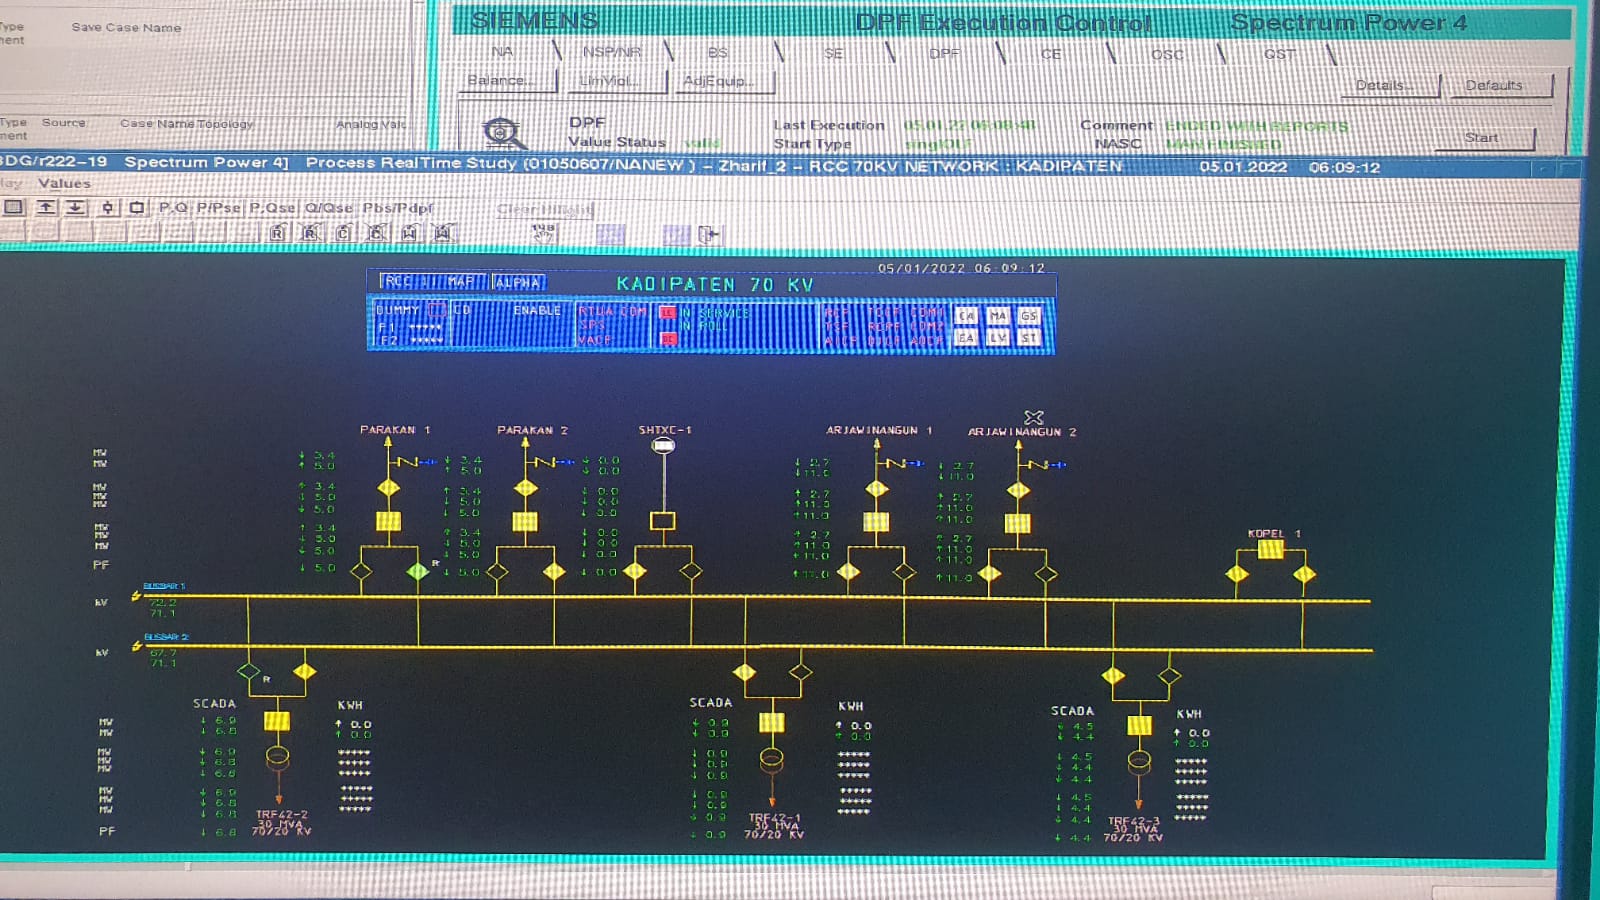 Type
ment
Save Case Name
SIEMENS DPF Execution Control Spectrum Power 4
NA NSP/NR BS SE DPF CE OSC QST
Balance... LimViol... AdjEquip... Details... Defaults
Type
ment
Source Case Name Topology Analog Valc
DPF
Value Status valid
Last Execution
Start Type
Comment ENDED WITH REPORTS
NASC MAN FINISHED
Start
3DG/r222-19 Spectrum Power 4] Process RealTime Study (01050607/NANEW ) - Zharif_2 - RCC 70KV NETWORK : KADIPATEN 05.01.2022 06:09:12
lay Values
P,Q P/Pse P,Qse Q/Qse Pbs/Pdpf Clear Hilight
05/01/2022 06:09:12
RCC MAP ALPHA KADIPATEN 70 KV
DUMMY CD ENABLE RTUA COM IN SERVICE
F1 ***** SPS IN POLL
F2 *****
CA MA GS
EA LV ST
PARAKAN 1 PARAKAN 2 SHTXC-1 ARJAWINANGUN 1 ARJAWINANGUN 2
MW ↓ 3.4 ↓ 3.4 ↓ 0.0 ↓ 2.7 ↓ 2.7
MW ↑ 5.0 ↑ 5.0 ↓ 0.0 ↓ 11.0 ↓ 11.0
MW ↑ 3.4 ↑ 3.4 ↓ 0.0 ↑ 2.7 ↑ 2.7
MW ↓ 5.0 ↓ 5.0 ↓ 0.0 ↑ 11.0 ↑ 11.0
MW ↓ 5.0 ↓ 5.0 ↓ 0.0 ↑ 11.0 ↑ 11.0
MW ↑ 3.4 ↑ 3.4 ↓ 0.0 ↑ 2.7 ↑ 2.7
MW ↓ 5.0 ↓ 5.0 ↓ 0.0 ↑ 11.0 ↑ 11.0
MW ↓ 5.0 ↓ 5.0 ↓ 0.0 ↑ 11.0 ↑ 11.0
KOPEL 1
PF ↓ 5.0 R ↓ 5.0 ↓ 0.0 ↑ 11.0 ↑ 11.0
BUSBAR 1
kV 72.2
71.1
BUSBAR 2
kV 67.7
71.1
R
SCADA KWH SCADA KWH SCADA KWH
MW ↓ 6.9 ↑ 0.0 ↓ 0.9 ↑ 0.0 ↓ 4.5 ↑ 0.0
MW ↓ 6.8 ↑ 0.0 ↓ 0.9 ↑ 0.0 ↓ 4.4 ↑ 0.0
MW ↓ 6.9 ***** ↓ 0.9 ***** ↓ 4.5 *****
MW ↓ 6.8 ***** ↓ 0.9 ***** ↓ 4.4 *****
MW ↓ 6.8 ***** ↓ 0.9 ***** ↓ 4.4 *****
MW ↓ 6.9 ***** ↓ 0.9 ***** ↓ 4.5 *****
MW ↓ 6.8 ***** ↓ 0.9 ***** ↓ 4.4 *****
MW ↓ 6.8 ***** ↓ 0.9 ***** ↓ 4.4 *****
TRF42-2 TRF42-1 TRF42-3
30 MVA 30 MVA 30 MVA
PF ↓ 6.8 70/20 KV ↓ 0.9 70/20 KV ↓ 4.4 70/20 KV